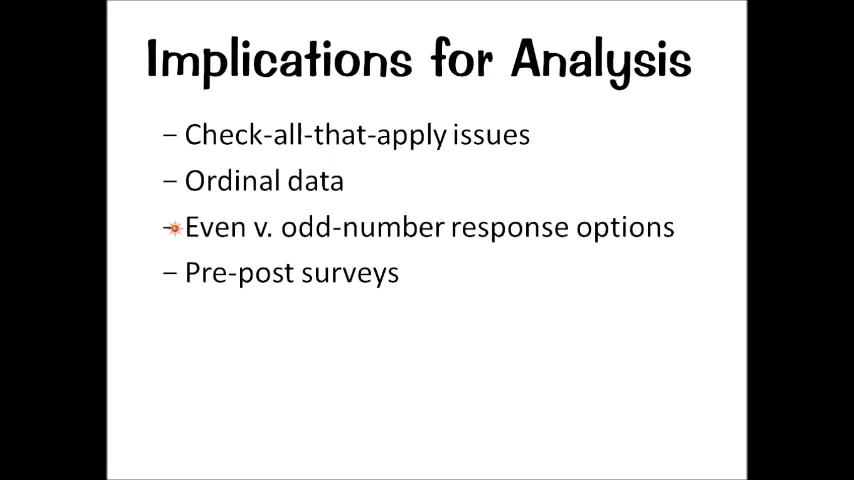 Implications for Analysis
– Check-all-that-apply issues
– Ordinal data
– Even v. odd-number response options
– Pre-post surveys